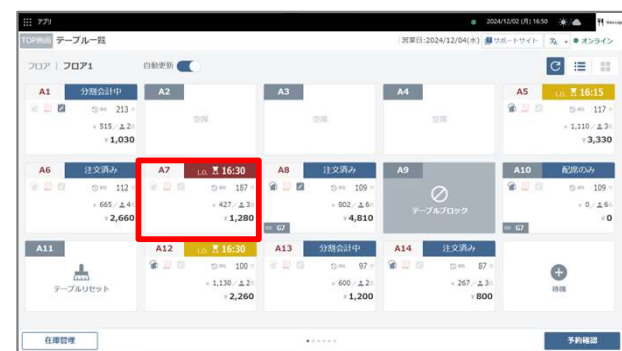 アプリ
2024/12/02 (月) 16:50
TOP画面 テーブル一覧
営業日:2024/12/04(水) サポートサイト オンライン
フロア | フロア1 自動更新
A1 分割会計中
213
515 / 2
1,030
A2
空席
A3
空席
A4
空席
A5 L.O. 16:15
117
1,110 / 3
3,330
A6 注文済み
112
665 / 4
2,660
A7 L.O. 16:30
187
427 / 3
1,280
A8 注文済み
109
802 / 6
4,810
G7
A9
テーブルブロック
A10 配席のみ
109
0 / 6
0
G7
A11
テーブルリセット
A12 L.O. 16:30
100
1,130 / 2
2,260
A13 分割会計中
97
600 / 2
1,200
A14 注文済み
87
267 / 3
800
待機
在庫管理
予約確認